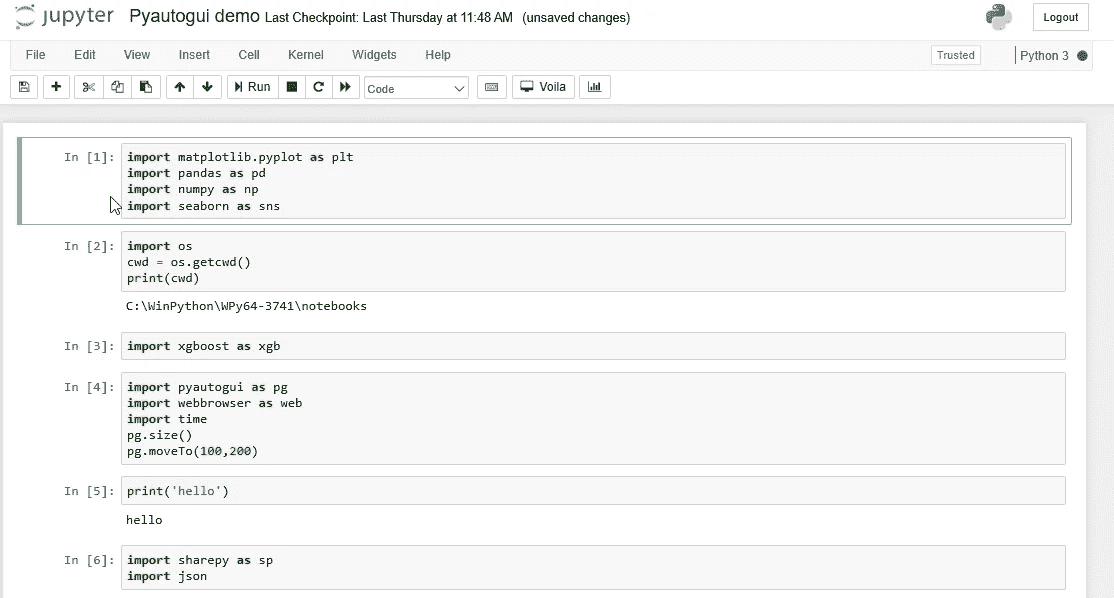 jupyter Pyautogui demo Last Checkpoint: Last Thursday at 11:48 AM (unsaved changes)
Logout
File Edit View Insert Cell Kernel Widgets Help
Trusted
Python 3
Run
Code
Voila
In [1]: import matplotlib.pyplot as plt
import pandas as pd
import numpy as np
import seaborn as sns
In [2]: import os
cwd = os.getcwd()
print(cwd)
C:\WinPython\WPy64-3741\notebooks
In [3]: import xgboost as xgb
In [4]: import pyautogui as pg
import webbrowser as web
import time
pg.size()
pg.moveTo(100,200)
In [5]: print('hello')
hello
In [6]: import sharepy as sp
import json